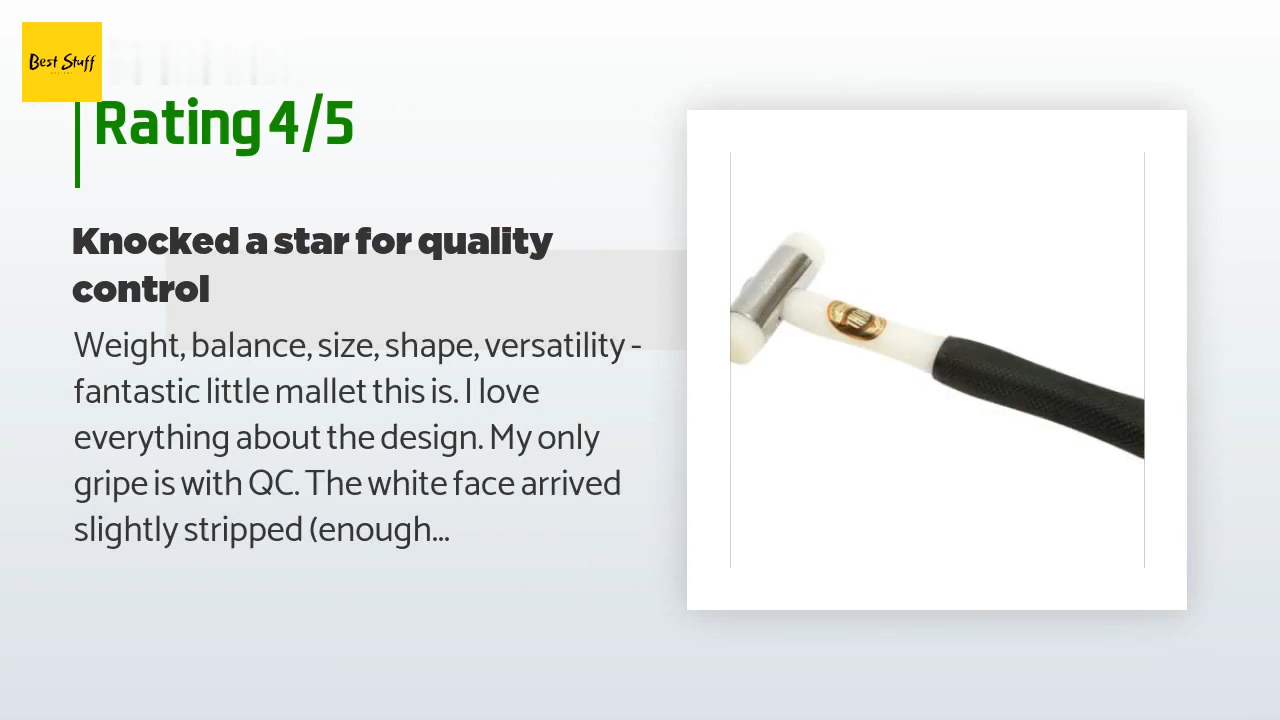 Best Stuff
Rating 4/5
Knocked a star for quality
control
Weight, balance, size, shape, versatility -
fantastic little mallet this is. I love
everything about the design. My only
gripe is with QC. The white face arrived
slightly stripped (enough...